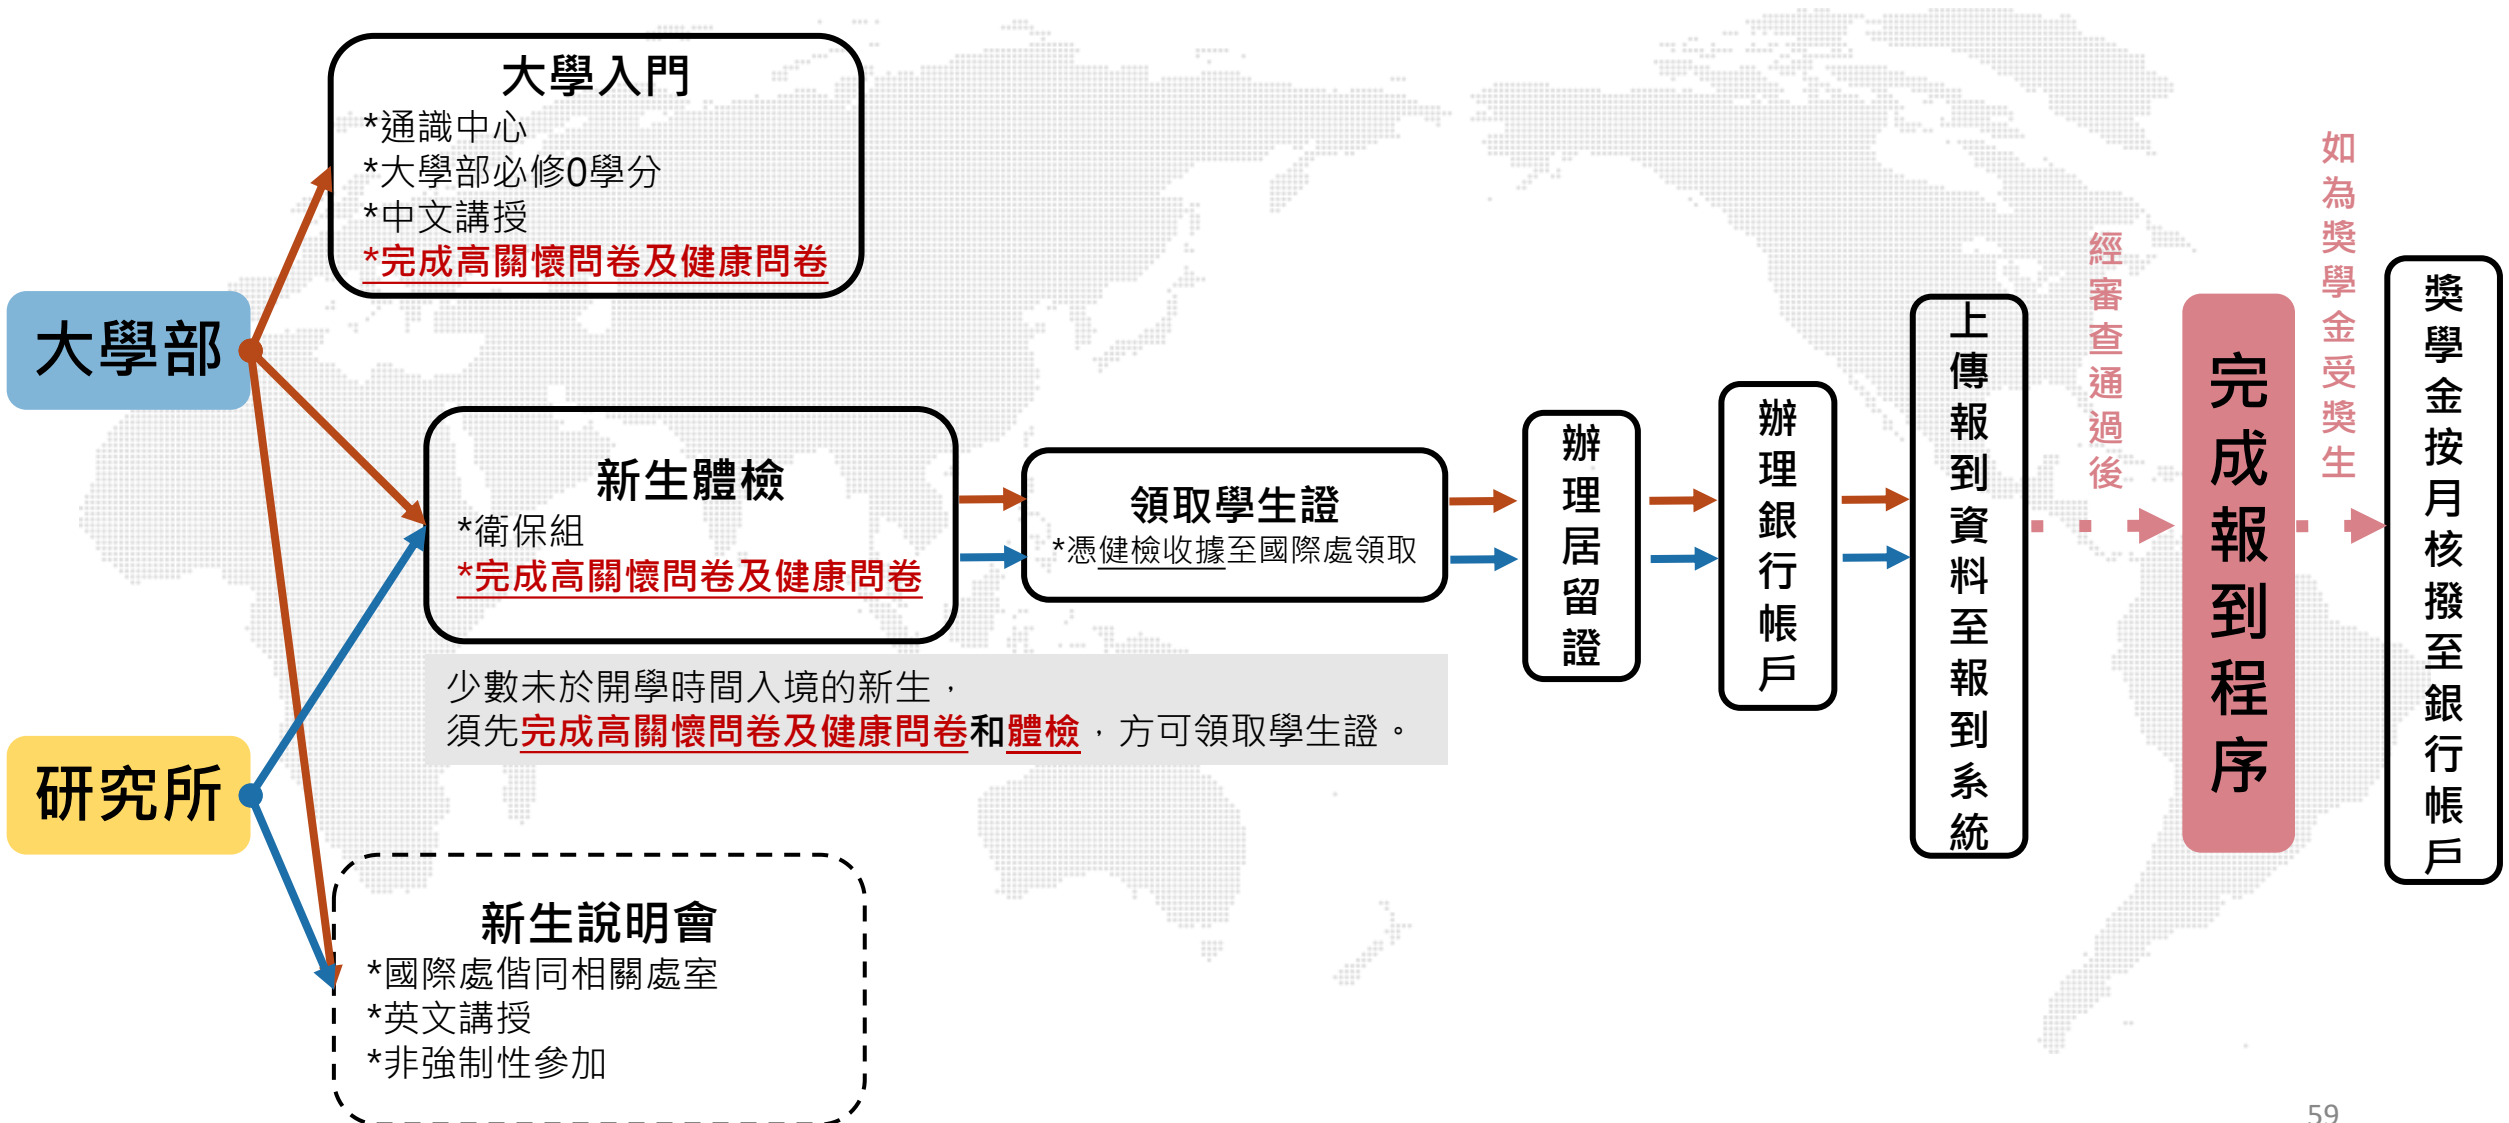 大學部
研究所
大學入門
*通識中心
*大學部必修0學分
*中文講授
*完成高關懷問卷及健康問卷
新生體檢
*衛保組
*完成高關懷問卷及健康問卷
少數未於開學時間入境的新生，
須先完成高關懷問卷及健康問卷和體檢，方可領取學生證。
新生說明會
*國際處偕同相關處室
*英文講授
*非強制性參加
領取學生證
*憑健檢收據至國際處領取
辦理居留證
辦理銀行帳戶
上傳報到資料至報到系統
經審查通過後
完成報到程序
如為獎學金受獎生
獎學金按月核撥至銀行帳戶
59